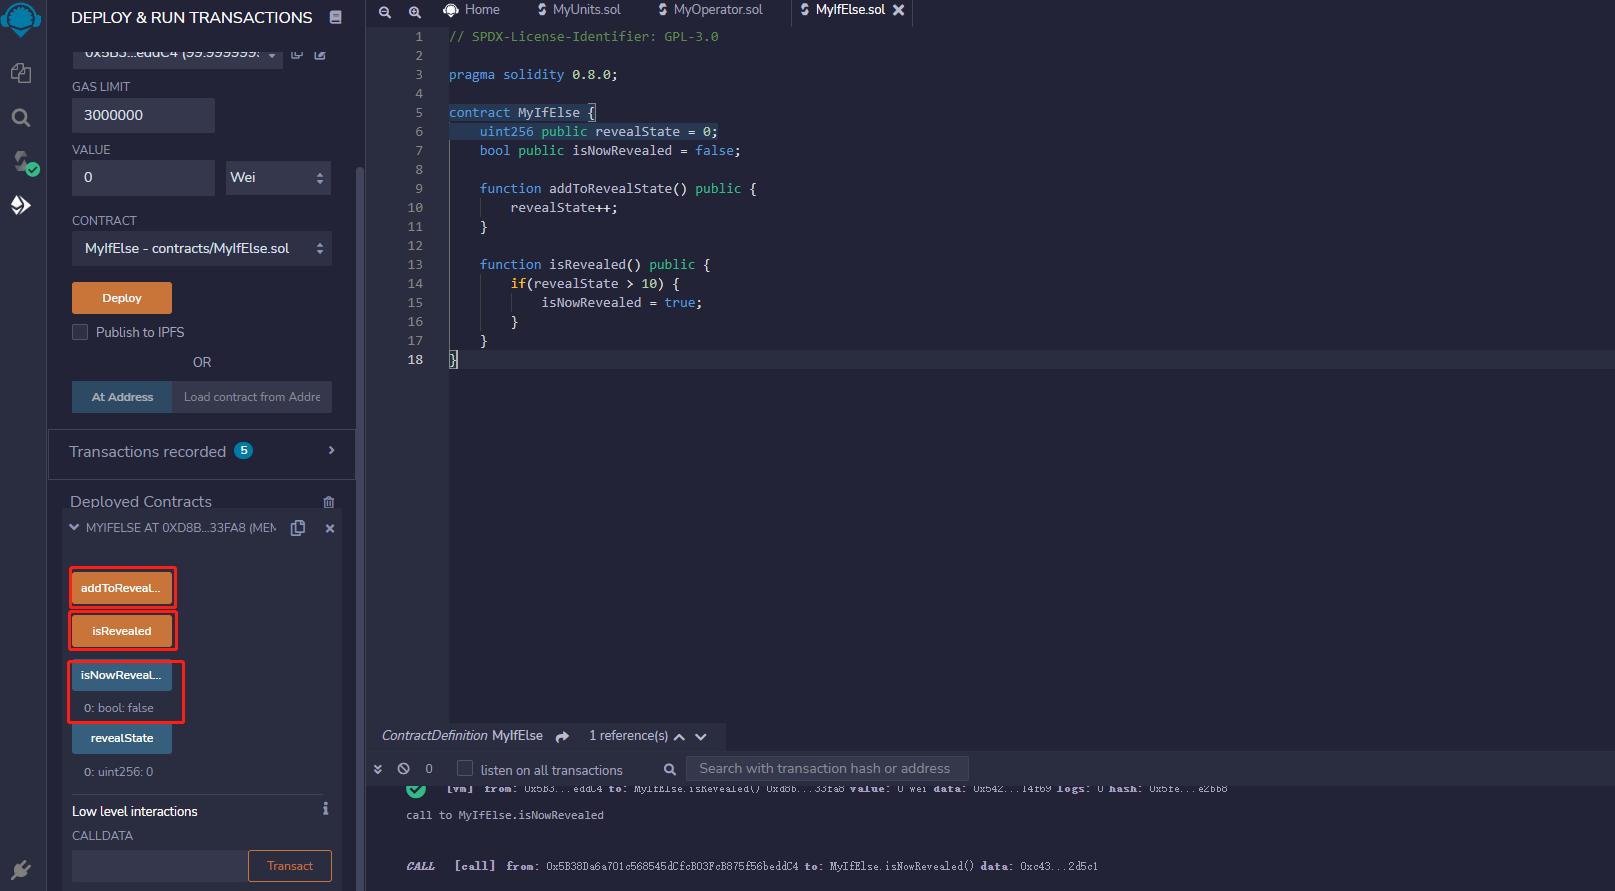 DEPLOY & RUN TRANSACTIONS
0x5B3...eddC4 (99.999999
GAS LIMIT
3000000
VALUE
0
Wei
CONTRACT
MyIfElse - contracts/MyIfElse.sol
Deploy
Publish to IPFS
OR
At Address
Load contract from Addre
Transactions recorded 5
Deployed Contracts
MYIFELSE AT 0XD8B...33FA8 (MEM
addToReveal...
isRevealed
isNowReveal...
0: bool: false
revealState
0: uint256: 0
Low level interactions
CALLDATA
Transact
Home
MyUnits.sol
MyOperator.sol
MyIfElse.sol
1 // SPDX-License-Identifier: GPL-3.0
2
3 pragma solidity 0.8.0;
4
5 contract MyIfElse {
6 uint256 public revealState = 0;
7 bool public isNowRevealed = false;
8
9 function addToRevealState() public {
10 revealState++;
11 }
12
13 function isRevealed() public {
14 if(revealState > 10) {
15 isNowRevealed = true;
16 }
17 }
18 }
ContractDefinition MyIfElse 1 reference(s)
0 listen on all transactions Search with transaction hash or address
[vm] from: 0x5B3...eddC4 to: MyIfElse.isRevealed() 0xd8b...33fa8 value: 0 wei data: 0x542...14f69 logs: 0 hash: 0x5fe...e2bb8
call to MyIfElse.isNowRevealed
CALL [call] from: 0x5B38Da6a701c568545dCfcB03FcB875f56beddC4 to: MyIfElse.isNowRevealed() data: 0xc43...2d5c1